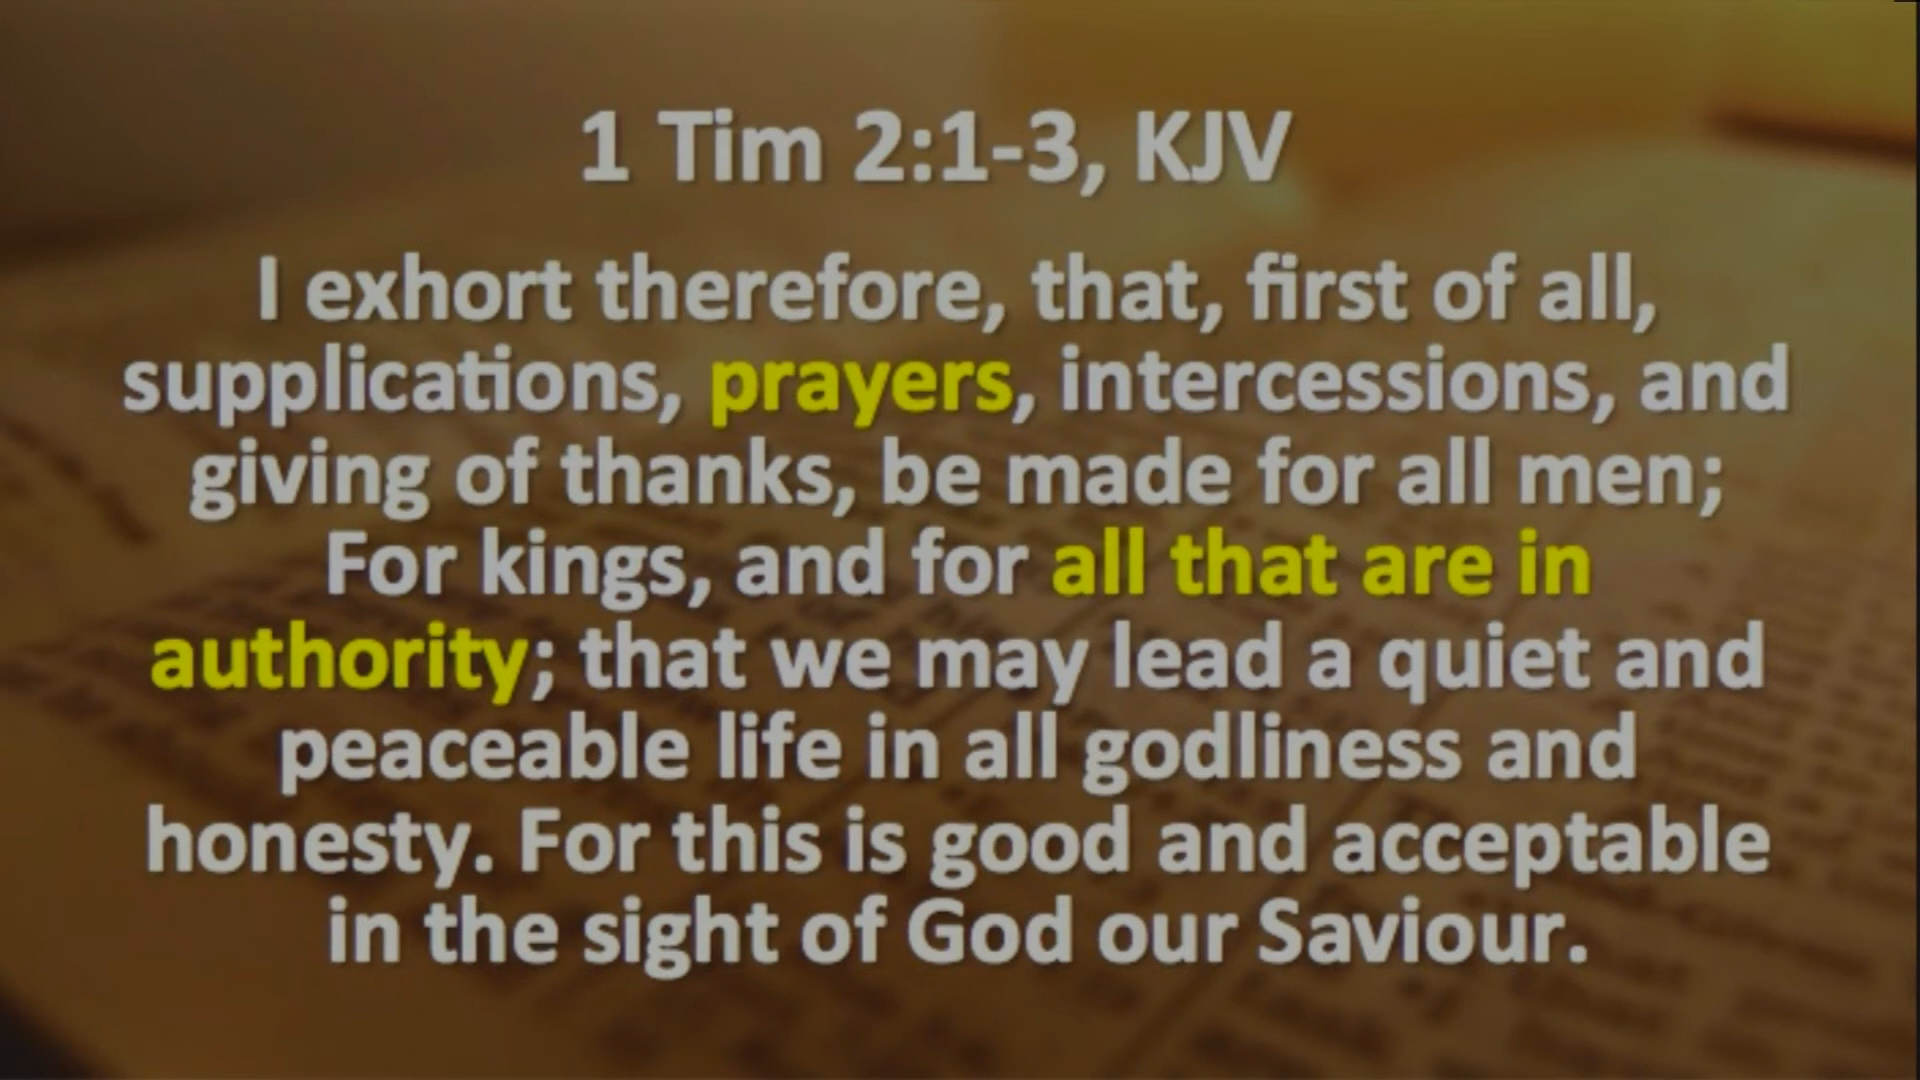 1 Tim 2:1-3, KJV
I exhort therefore, that, first of all,
supplications, prayers, intercessions, and
giving of thanks, be made for all men;
For kings, and for all that are in
authority; that we may lead a quiet and
peaceable life in all godliness and
honesty. For this is good and acceptable
in the sight of God our Saviour.